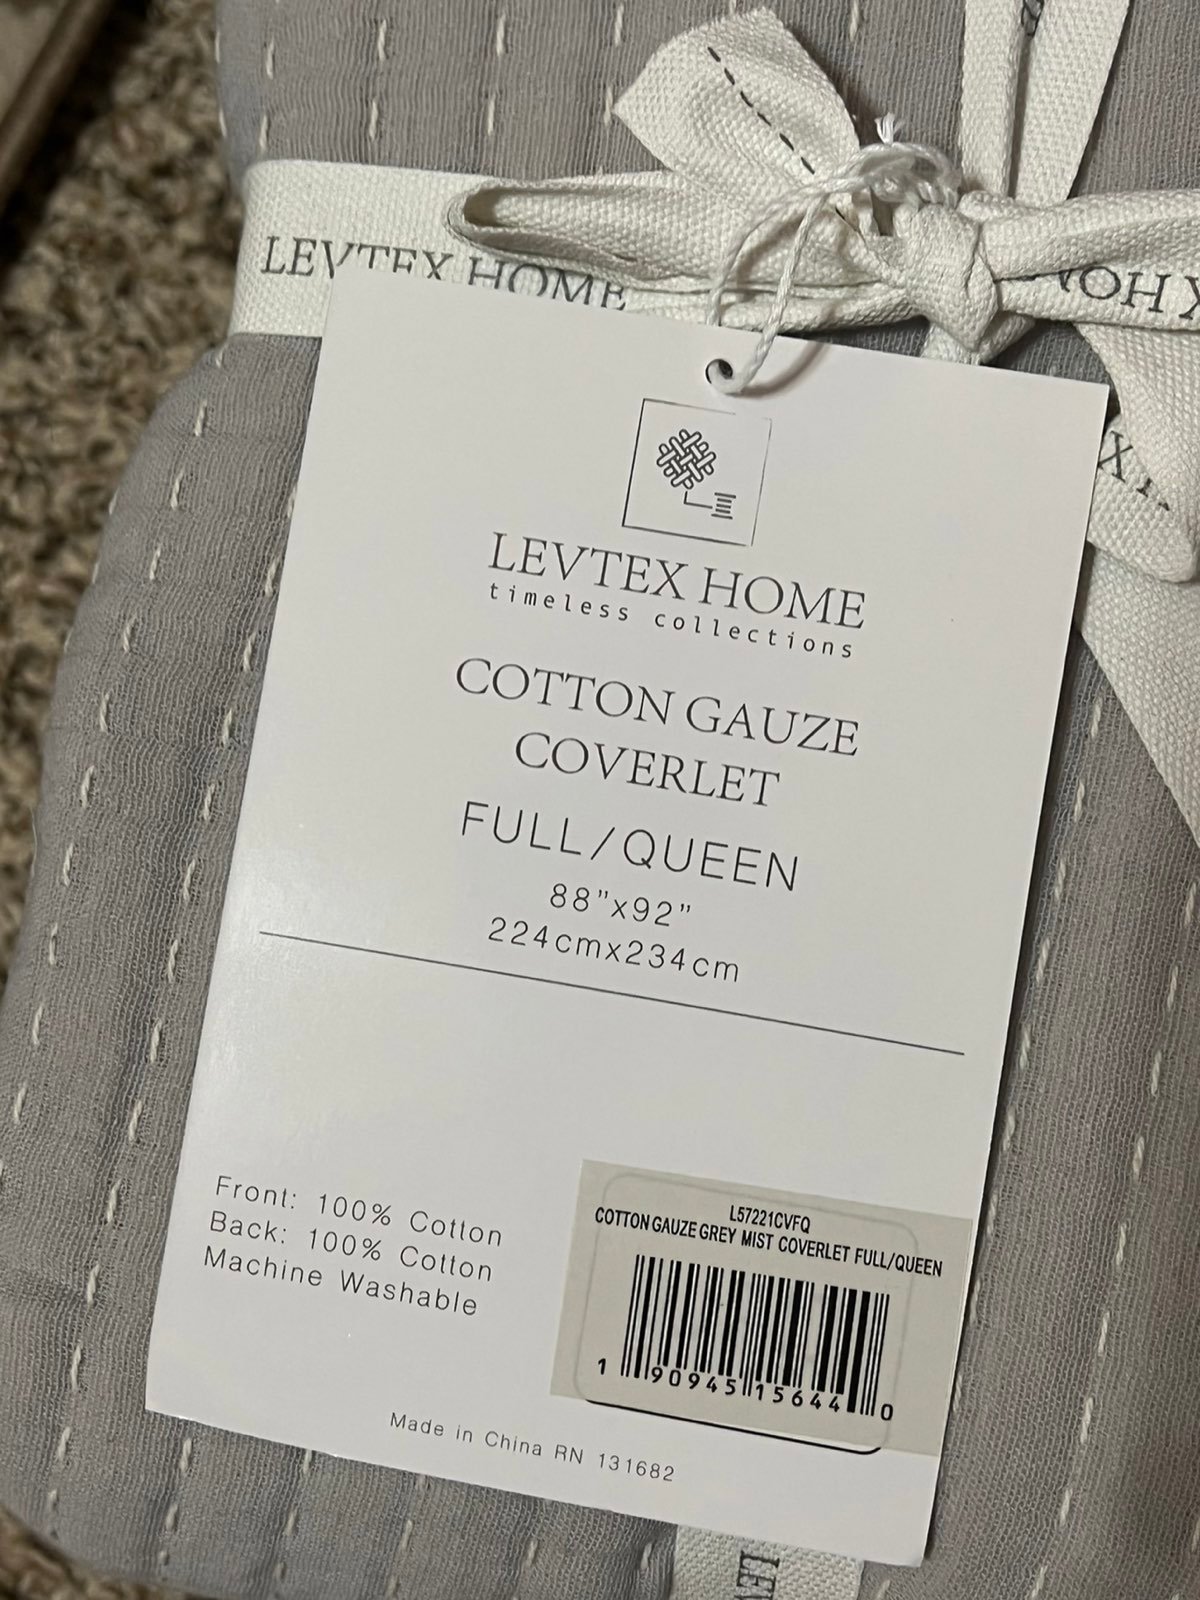 LEVTEX HOME
X HOM
LEVTEX HOME
timeless collections
COTTON GAUZE
COVERLET
FULL/QUEEN
88"x92"
224cmx234cm
Front: 100% Cotton
Back: 100% Cotton
Machine Washable
L57221CVFQ
COTTON GAUZE GREY MIST COVERLET FULL/QUEEN
1 90945 15644 0
Made in China RN 131682
LEV